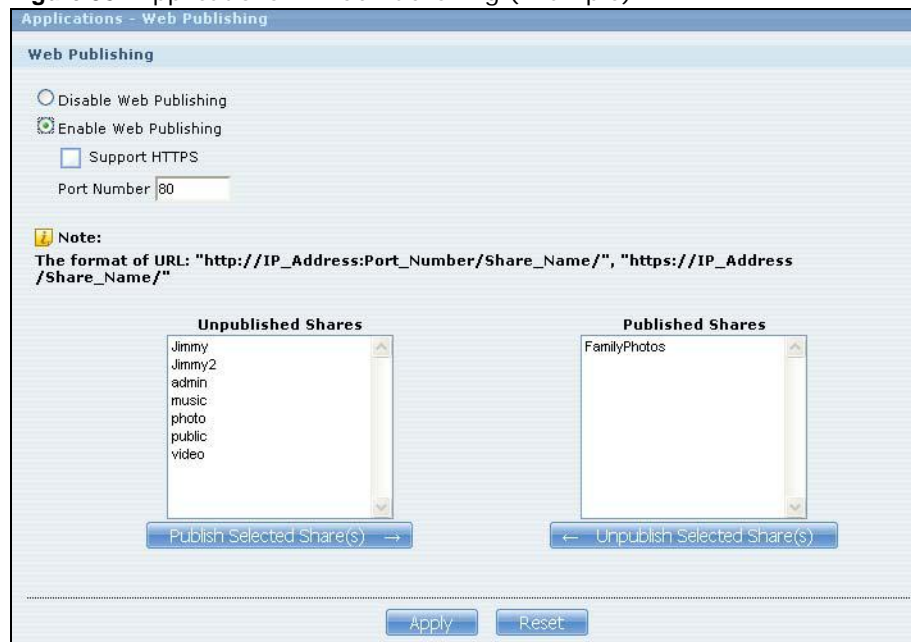 Applications - Web Publishing
Web Publishing
Disable Web Publishing
Enable Web Publishing
Support HTTPS
Port Number 80
Note:
The format of URL: "http://IP_Address:Port_Number/Share_Name/", "https://IP_Address
/Share_Name/"
Unpublished Shares
Jimmy
Jimmy2
admin
music
photo
public
video
Publish Selected Share(s) →
Published Shares
FamilyPhotos
← Unpublish Selected Share(s)
Apply
Reset